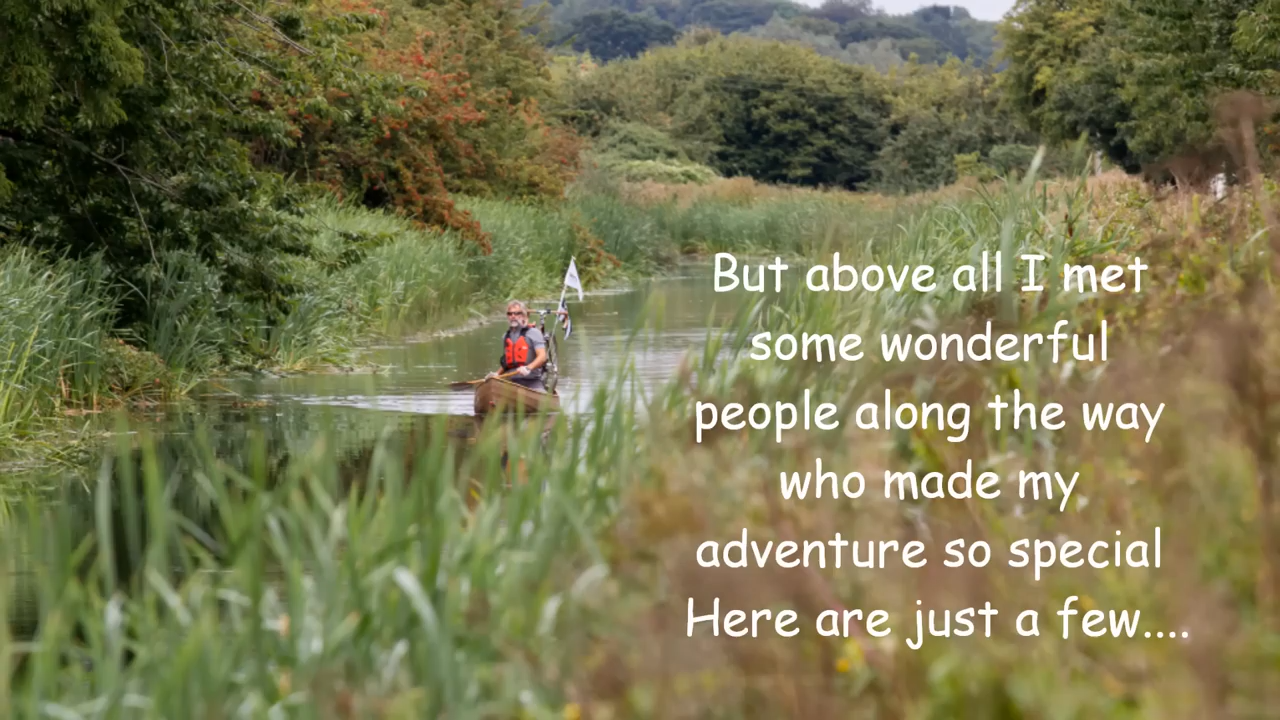 But above all I met
some wonderful
people along the way
who made my
adventure so special
Here are just a few....